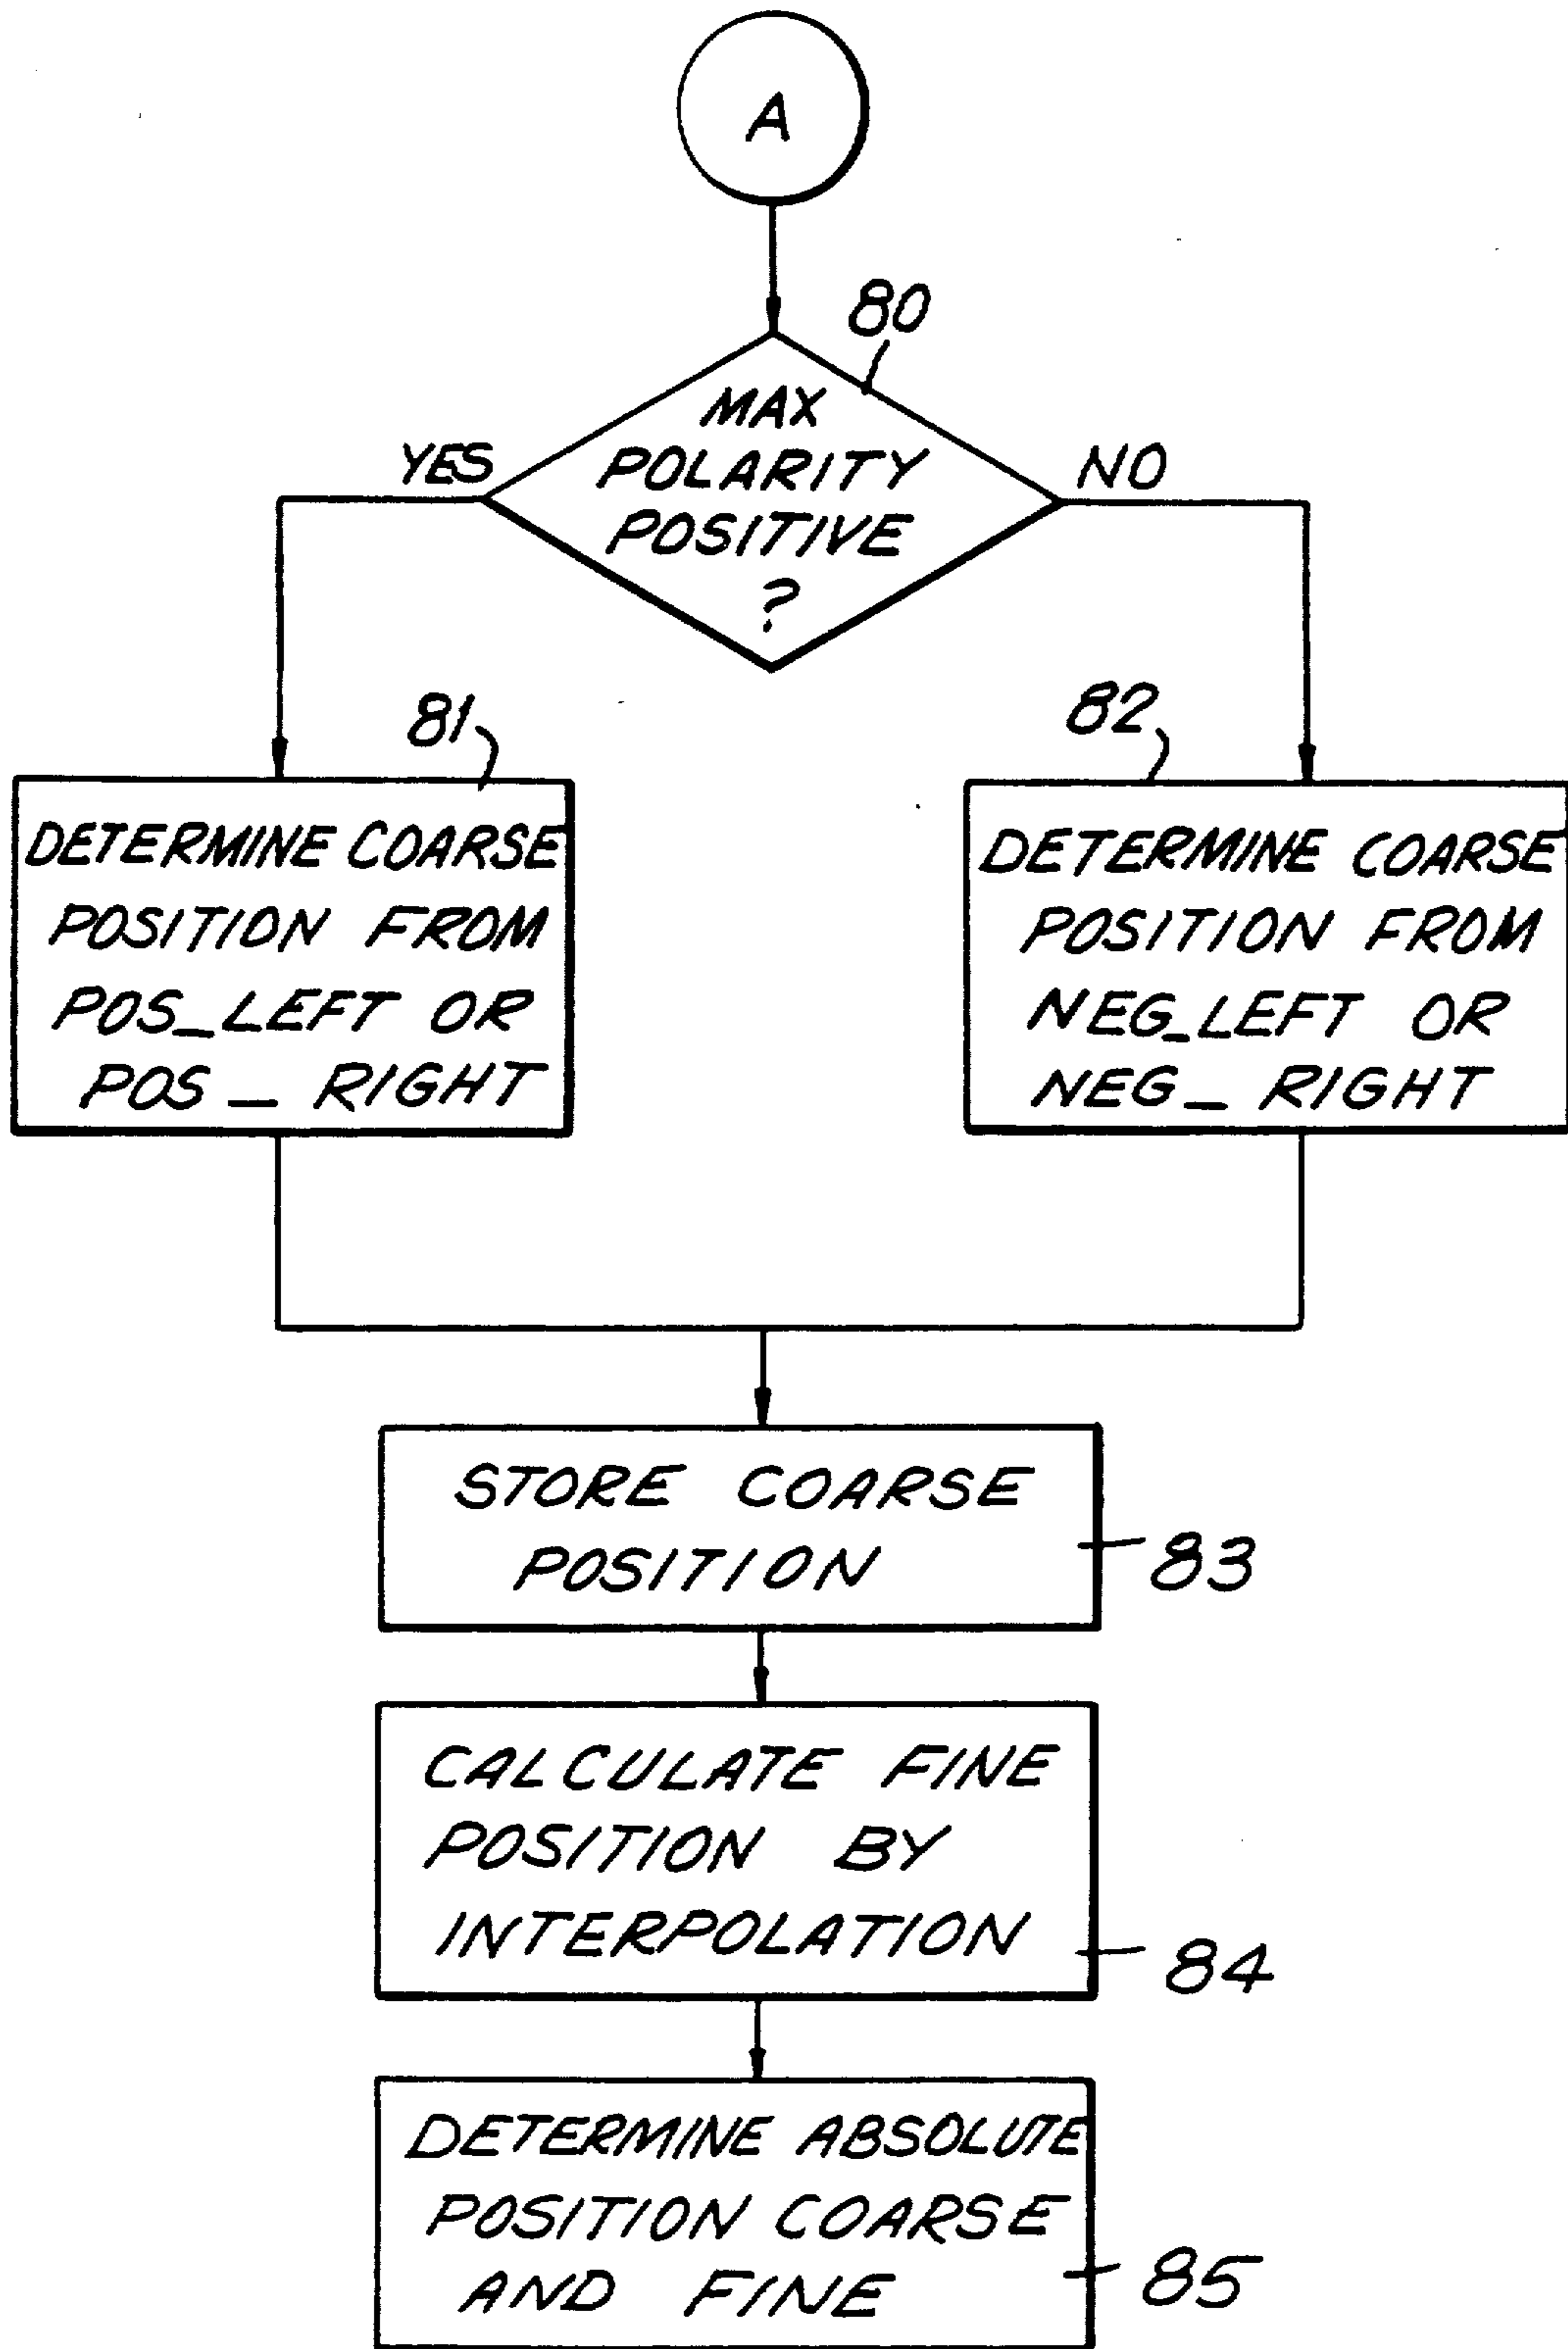 A
80
MAX
POLARITY
POSITIVE
?
YES
NO
81
DETERMINE COARSE
POSITION FROM
POS_LEFT OR
POS_RIGHT
82
DETERMINE COARSE
POSITION FROM
NEG_LEFT OR
NEG_RIGHT
STORE COARSE
POSITION
83
CALCULATE FINE
POSITION BY
INTERPOLATION
84
DETERMINE ABSOLUTE
POSITION COARSE
AND FINE
85